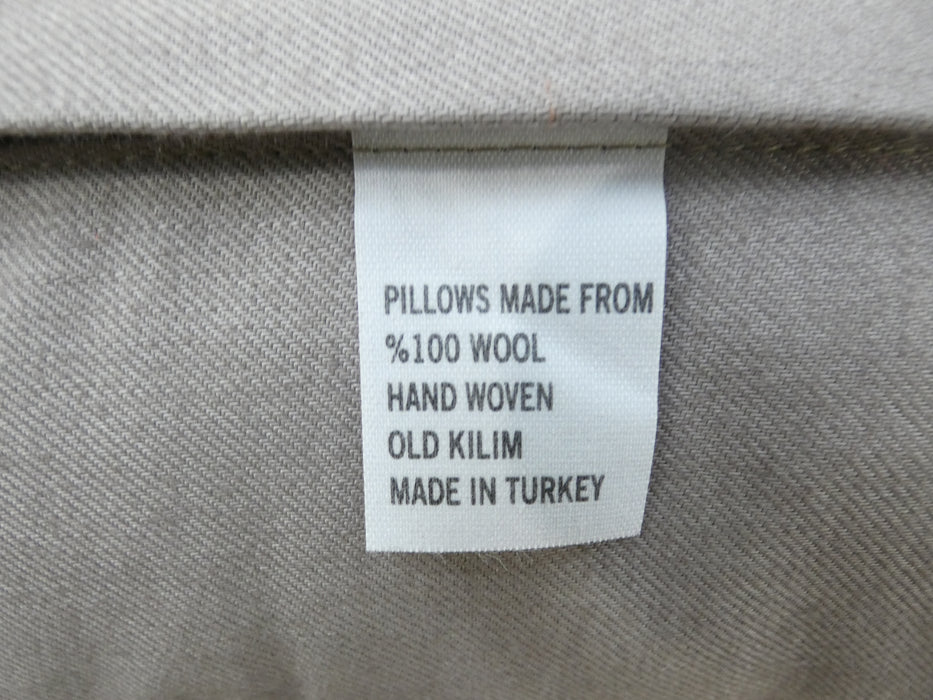 PILLOWS MADE FROM
%100 WOOL
HAND WOVEN
OLD KILIM
MADE IN TURKEY